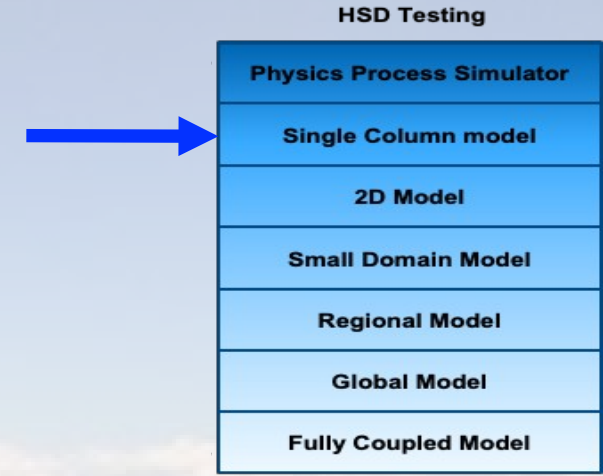 HSD Testing
Physics Process Simulator
Single Column model
2D Model
Small Domain Model
Regional Model
Global Model
Fully Coupled Model